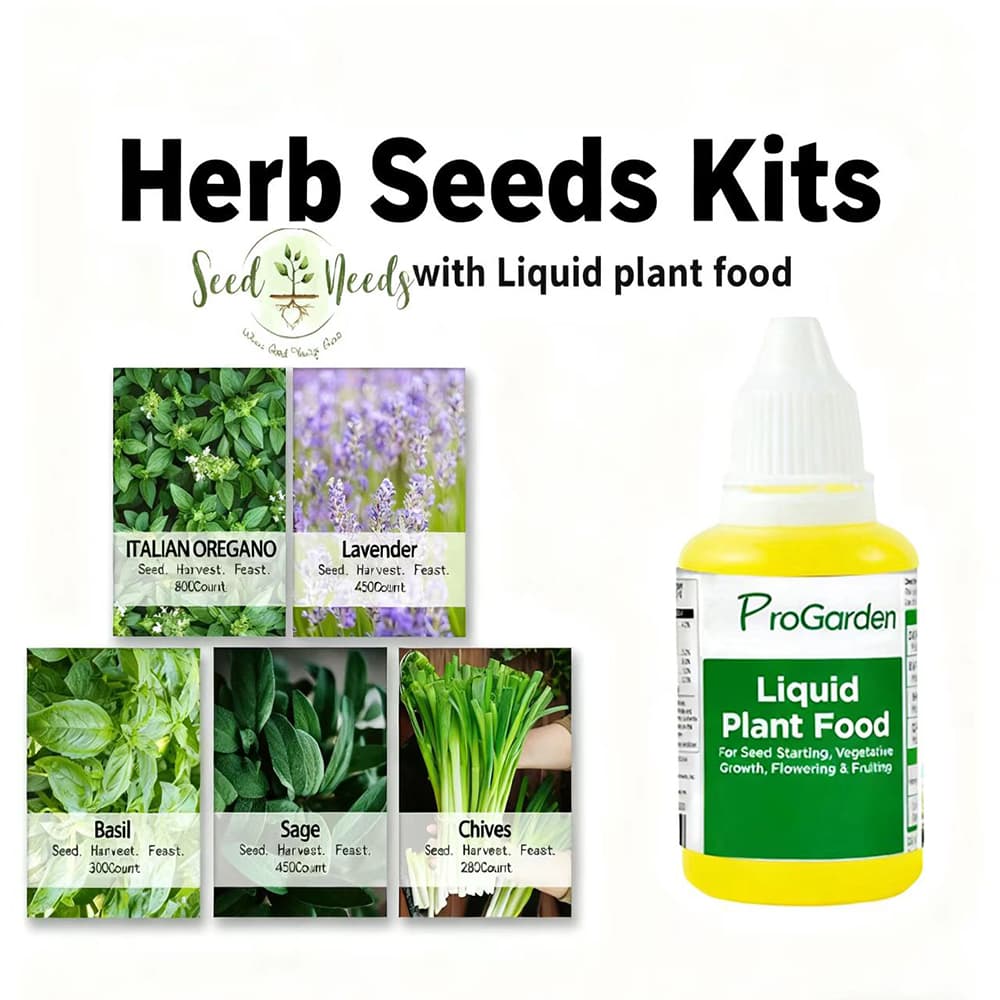 Herb Seeds Kits
Seed Needs
with Liquid plant food
ITALIAN OREGANO
Seed. Harvest. Feast.
800Count
Lavender
Seed. Harvest. Feast.
450Count
Basil
Seed. Harvest. Feast.
300Count
Sage
Seed. Harvest. Feast.
450Count
Chives
Seed. Harvest. Feast.
280Count
ProGarden
Liquid
Plant Food
For Seed Starting, Vegetative
Growth, Flowering & Fruiting